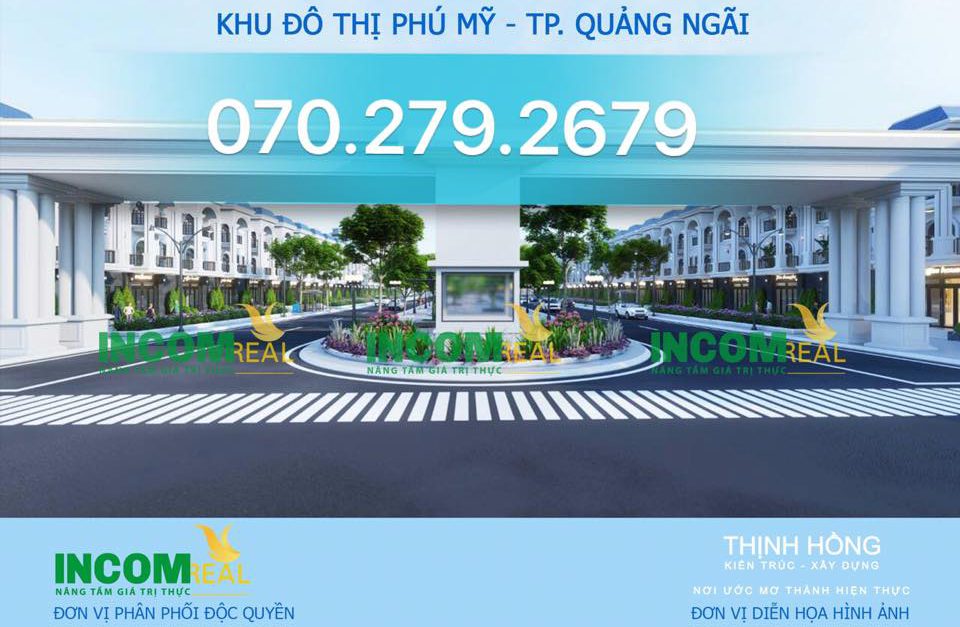 KHU ĐÔ THỊ PHÚ MỸ - TP. QUẢNG NGÃI
070.279.2679
INCOMREAL INCOMREAL INCOMREAL
NÂNG TẦM GIÁ TRỊ THỰC NÂNG TẦM GIÁ TRỊ THỰC NÂNG TẦM GIÁ TRỊ THỰC
INCOMREAL
NÂNG TẦM GIÁ TRỊ THỰC
ĐƠN VỊ PHÂN PHỐI ĐỘC QUYỀN
THỊNH HỒNG
KIẾN TRÚC - XÂY DỰNG
NƠI ƯỚC MƠ THÀNH HIỆN THỰC
ĐƠN VỊ DIỄN HỌA HÌNH ẢNH